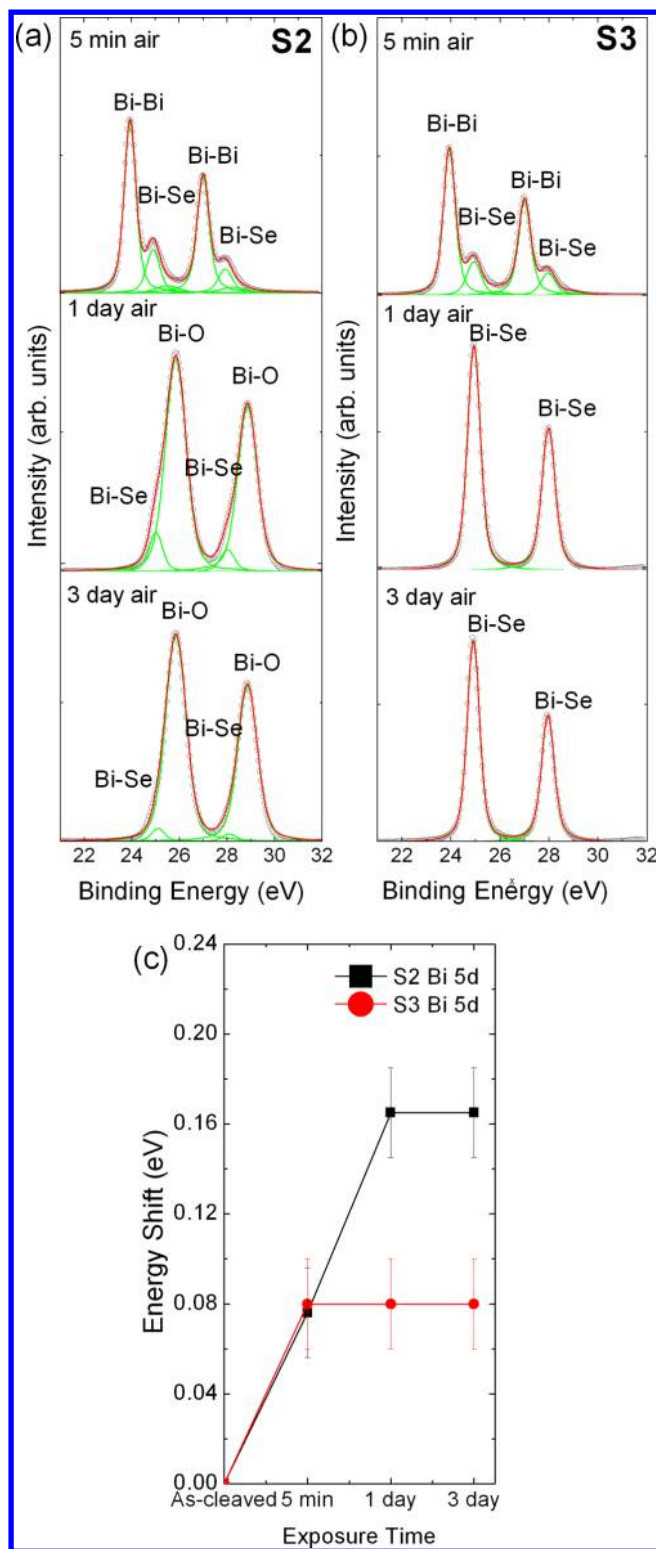 (a)
5 min air
S2
Bi-Bi
Bi-Bi
Bi-Se
Bi-Se
1 day air
Bi-O
Bi-O
Bi-Se
Bi-Se
3 day air
Bi-O
Bi-O
Bi-Se
Bi-Se
Intensity (arb. units)
22 24 26 28 30 32
Binding Energy (eV)
(b)
5 min air
S3
Bi-Bi
Bi-Bi
Bi-Se
Bi-Se
1 day air
Bi-Se
Bi-Se
3 day air
Bi-Se
Bi-Se
Intensity (arb. units)
22 24 26 28 30 32
Binding Energy (eV)
x
(c)
S2 Bi 5d
S3 Bi 5d
0.24
0.20
0.16
0.12
0.08
0.04
0.00
Energy Shift (eV)
As-cleaved 5 min 1 day 3 day
Exposure Time